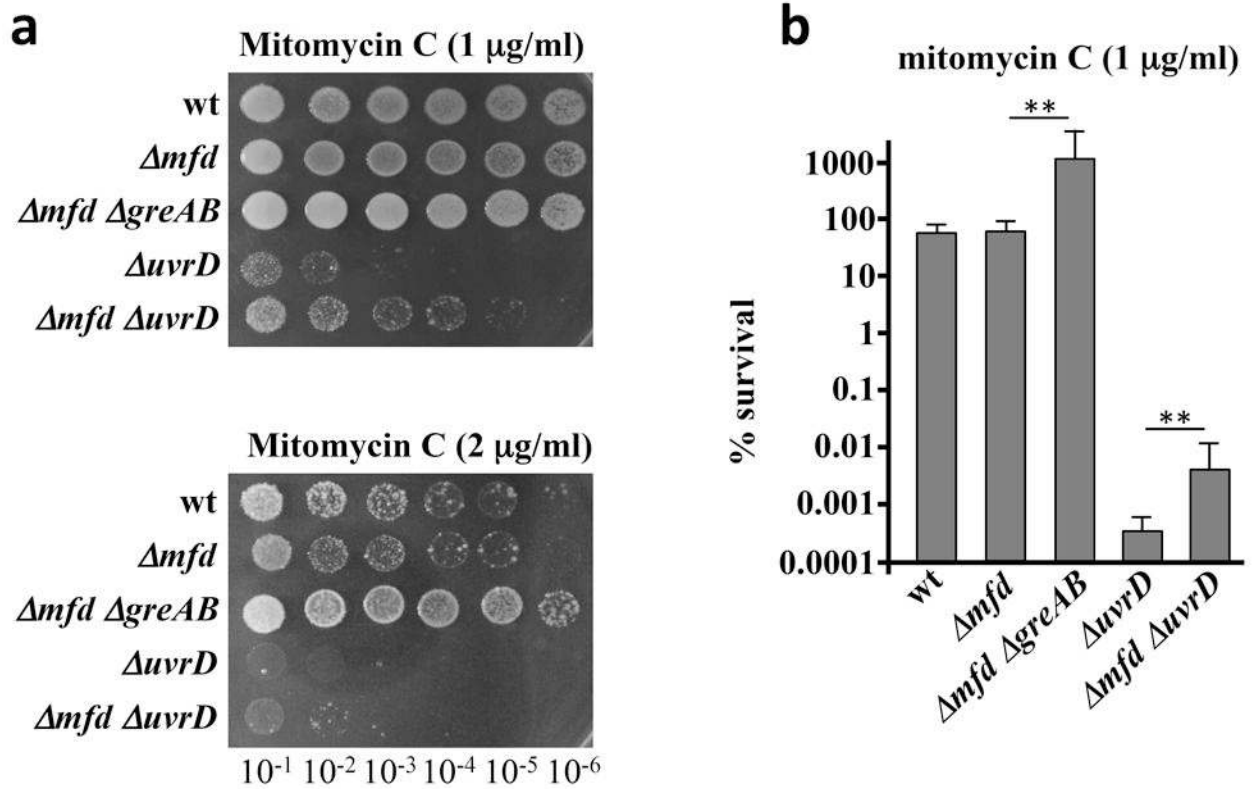 a
Mitomycin C (1 μg/ml)
wt
Δmfd
Δmfd ΔgreAB
ΔuvrD
Δmfd ΔuvrD
Mitomycin C (2 μg/ml)
wt
Δmfd
Δmfd ΔgreAB
ΔuvrD
Δmfd ΔuvrD
10⁻¹ 10⁻² 10⁻³ 10⁻⁴ 10⁻⁵ 10⁻⁶
b
mitomycin C (1 μg/ml)
**
**
% survival
1000
100
10
1
0.1
0.01
0.001
0.0001
wt
Δmfd
Δmfd ΔgreAB
ΔuvrD
Δmfd ΔuvrD